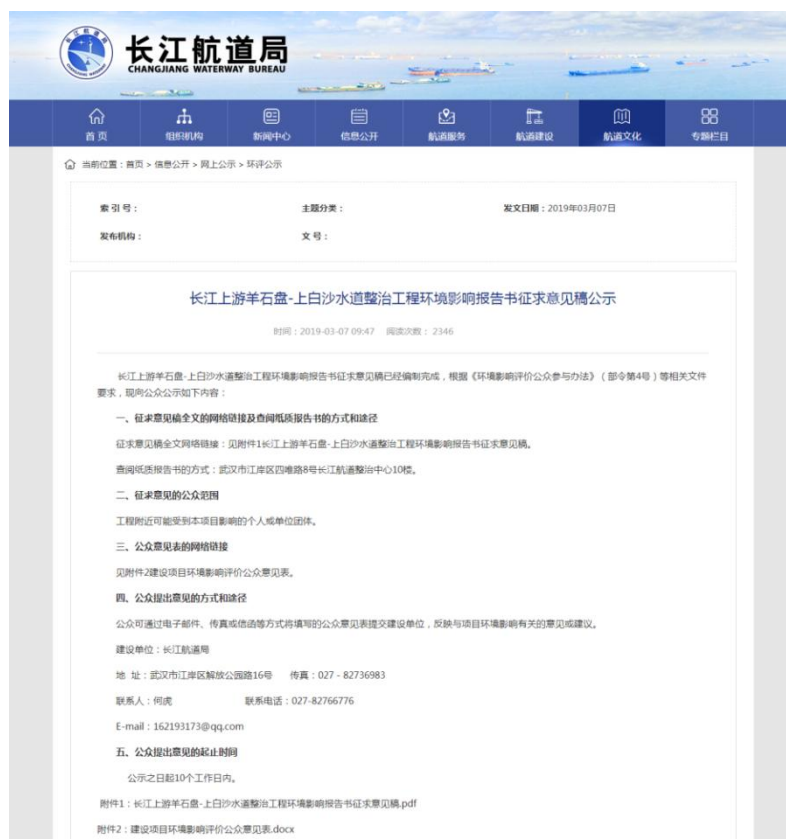 长江航道局
CHANGJIANG WATERWAY BUREAU
首 页 组织机构 新闻中心 信息公开 航道服务 航道建设 航道文化 专题栏目
当前位置：首页 > 信息公开 > 网上公示 > 环评公示
索 引 号： 主题分类： 发文日期：2019年03月07日
发布机构： 文 号：
长江上游羊石盘-上白沙水道整治工程环境影响报告书征求意见稿公示
时间：2019-03-07 09:47 阅读次数：2346
长江上游羊石盘-上白沙水道整治工程环境影响报告书征求意见稿已经编制完成，根据《环境影响评价公众参与办法》（部令第4号）等相关文件
要求，现向公众公示如下内容：
一、征求意见稿全文的网络链接及查阅纸质报告书的方式和途径
征求意见稿全文网络链接：见附件1长江上游羊石盘-上白沙水道整治工程环境影响报告书征求意见稿。
查阅纸质报告书的方式：武汉市江岸区四唯路8号长江航道整治中心10楼。
二、征求意见的公众范围
工程附近可能受到本项目影响的个人或单位团体。
三、公众意见表的网络链接
见附件2建设项目环境影响评价公众意见表。
四、公众提出意见的方式和途径
公众可通过电子邮件、传真或信函等方式将填写的公众意见表提交建设单位，反映与项目环境影响有关的意见或建议。
建设单位：长江航道局
地 址：武汉市江岸区解放公园路16号 传真：027 - 82736983
联系人：何虎 联系电话：027-82766776
E-mail：162193173@qq.com
五、公众提出意见的起止时间
公示之日起10个工作日内。
附件1：长江上游羊石盘-上白沙水道整治工程环境影响报告书征求意见稿.pdf
附件2：建设项目环境影响评价公众意见表.docx